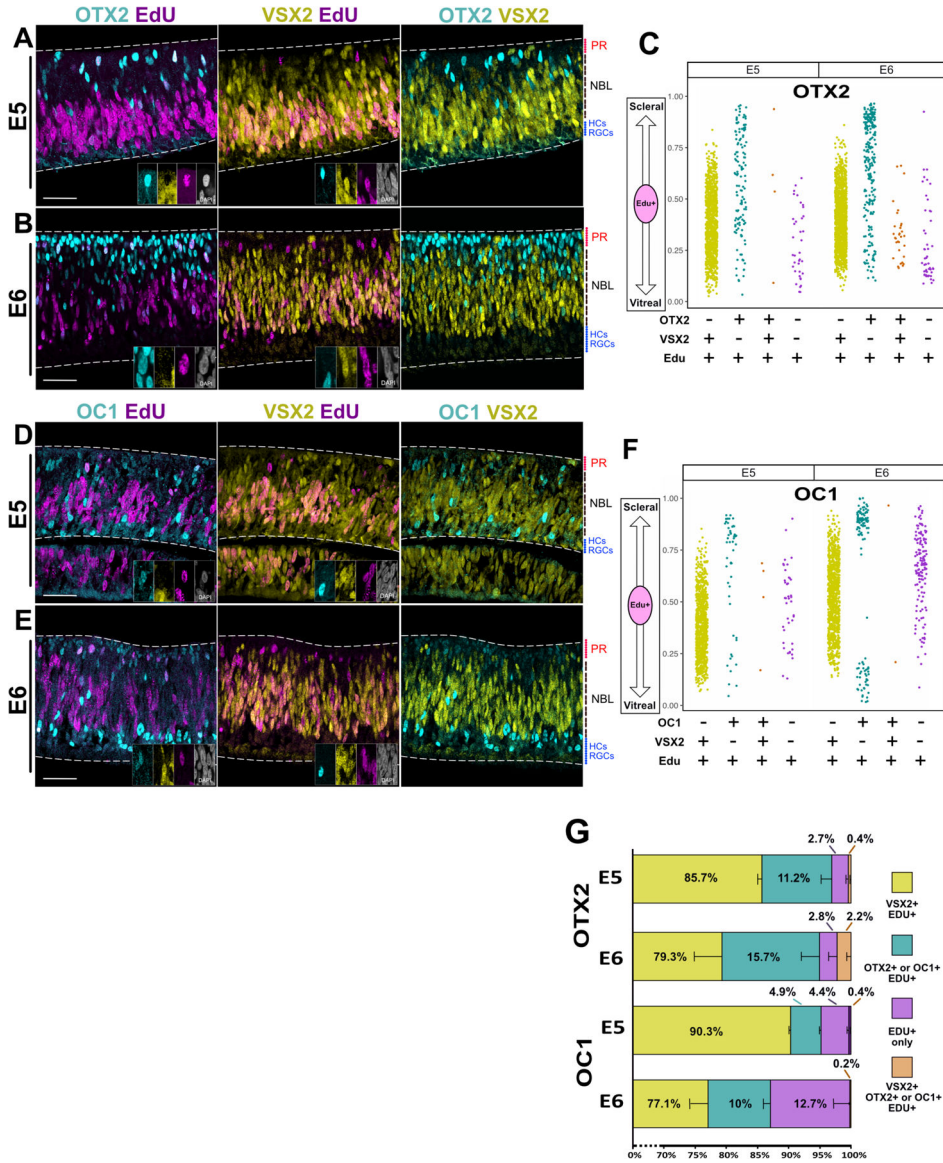 OTX2 EdU VSX2 EdU OTX2 VSX2
A
E5
PR
NBL
HCs
RGCs
DAPI DAPI
B
E6
PR
NBL
HCs
RGCs
DAPI DAPI
C
E5 E6
OTX2
Scleral
Edu+
Vitreal
1.00
0.75
0.50
0.25
0.00
OTX2 - + + - - + + -
VSX2 + - + - + - + -
Edu + + + + + + + +
OC1 EdU VSX2 EdU OC1 VSX2
D
E5
PR
NBL
HCs
RGCs
DAPI DAPI
E
E6
PR
NBL
HCs
RGCs
DAPI DAPI
F
E5 E6
OC1
Scleral
Edu+
Vitreal
1.00
0.75
0.50
0.25
0.00
OC1 - + + - - + + -
VSX2 + - + - + - + -
Edu + + + + + + + +
G
OTX2
E5
85.7% 11.2% 2.7% 0.4%
E6
79.3% 15.7% 2.8% 2.2%
OC1
E5
90.3% 4.9% 4.4% 0.4%
E6
77.1% 10% 12.7% 0.2%
0% 70% 75% 80% 85% 90% 95% 100%
VSX2+
EDU+
OTX2+ or OC1+
EDU+
EDU+
only
VSX2+
OTX2+ or OC1+
EDU+